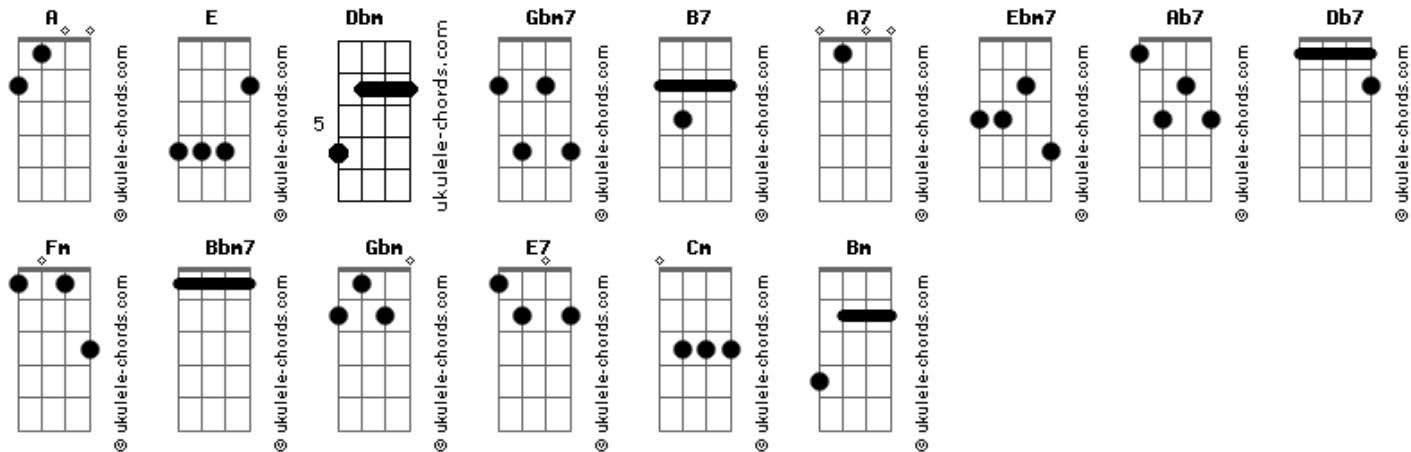 A E Dbm Gbm7 B7 A7 Ebm7 Ab7 Db7
© ukulele-chords.com © ukulele-chords.com ukulele-chords.com © ukulele-chords.com © ukulele-chords.com © ukulele-chords.com © ukulele-chords.com © ukulele-chords.com © ukulele-chords.com
5
Fm Bbm7 Gbm E7 Cm Bm
© ukulele-chords.com © ukulele-chords.com © ukulele-chords.com © ukulele-chords.com © ukulele-chords.com © ukulele-chords.com